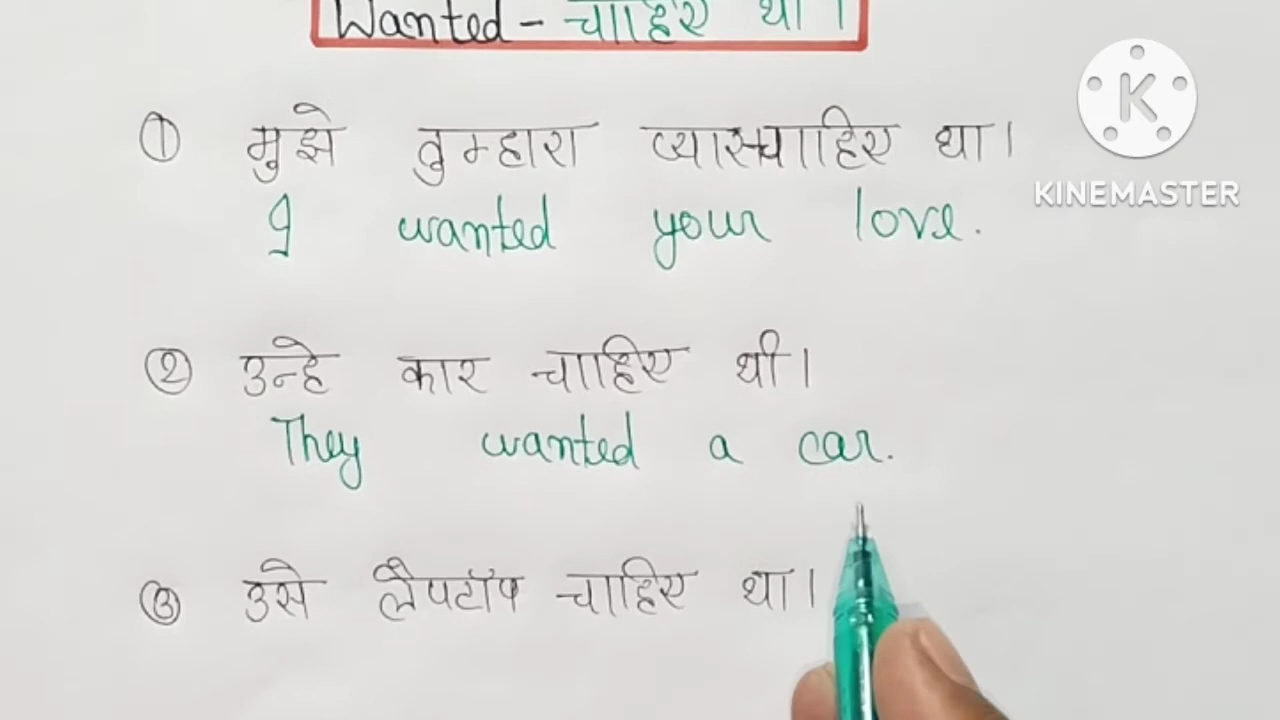 Wanted - चाहिए था।
① मुझे तुम्हारा प्यार चाहिए था।
I wanted your love.
② उन्हे कार चाहिए थी।
They wanted a car.
③ उसे लैपटॉप चाहिए था।
K
KINEMASTER